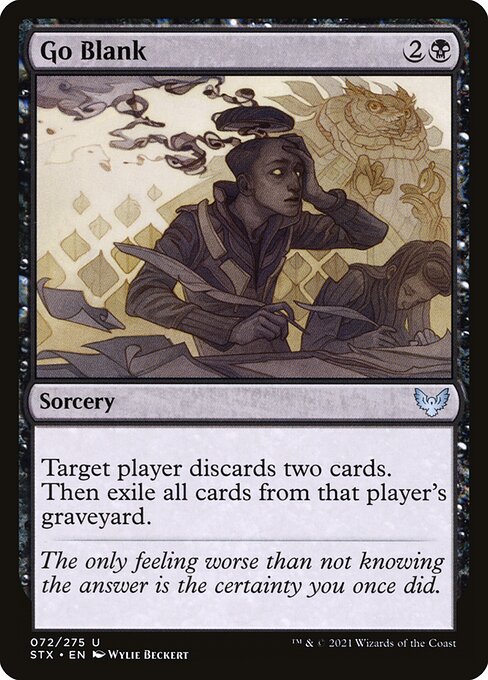 Go Blank 2
Sorcery
Target player discards two cards.
Then exile all cards from that player's
graveyard.
The only feeling worse than not knowing
the answer is the certainty you once did.
072/275 U
STX • EN Wylie Beckert
™ & © 2021 Wizards of the Coast